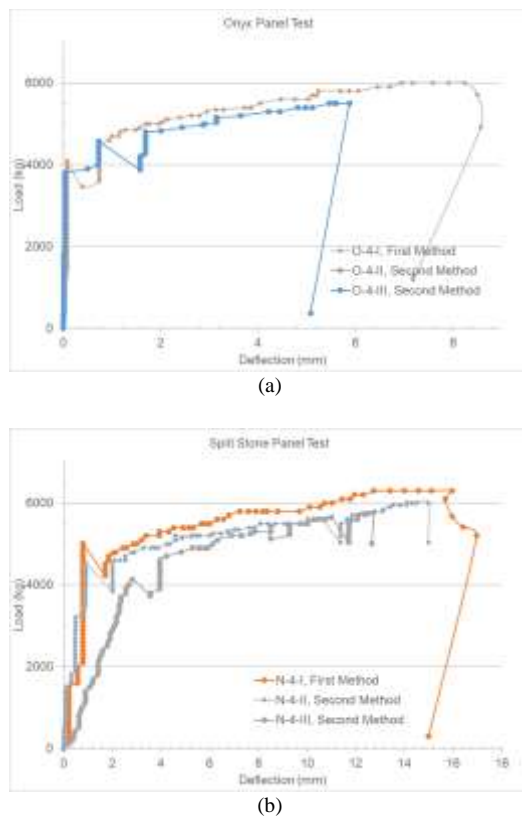 Onyx Panel Test
6000
4000
2000
0
Load (kg)
0 2 4 6 8
Deflection (mm)
O-4-I, First Method
O-4-II, Second Method
O-4-III, Second Method
(a)
Split Stone Panel Test
6000
4000
2000
0
Load (kg)
0 2 4 6 8 10 12 14 16 18
Deflection (mm)
N-4-I, First Method
N-4-II, Second Method
N-4-III, Second Method
(b)